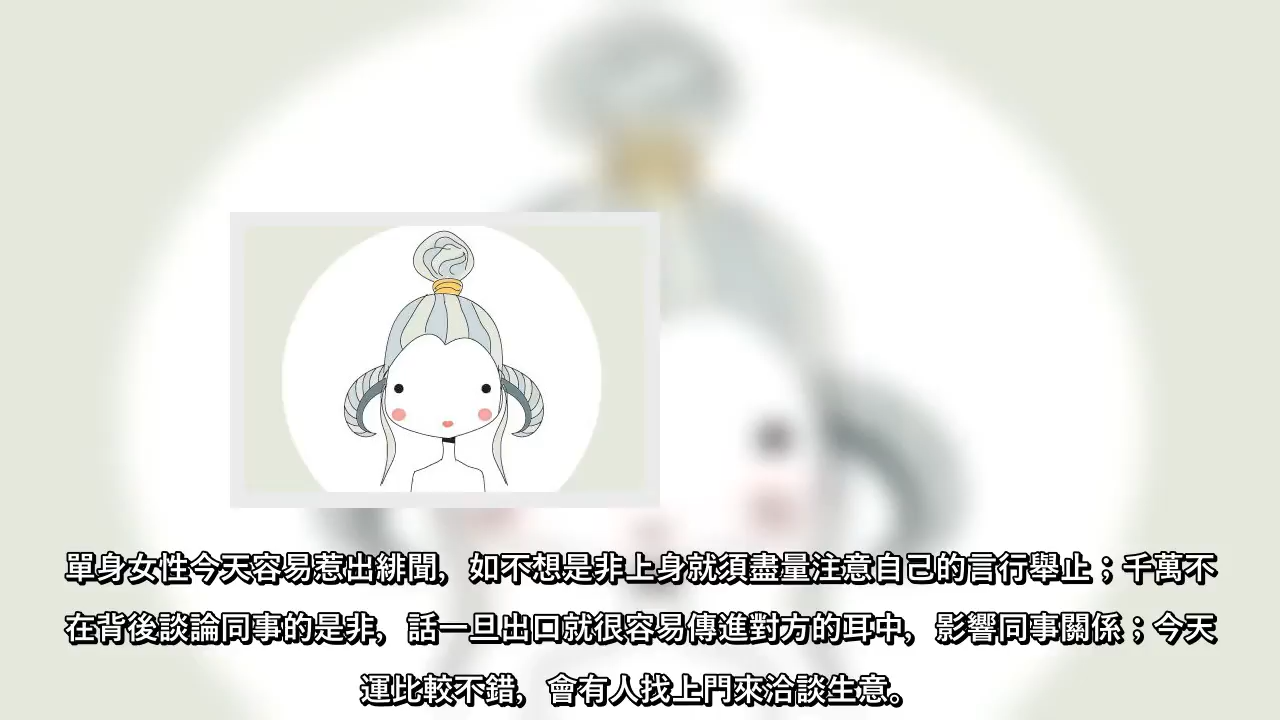 單身女性今天容易惹出緋聞，如不想是非上身就須盡量注意自己的言行舉止；千萬不
在背後談論同事的是非，話一旦出口就很容易傳進對方的耳中，影響同事關係；今天
運比較不錯，會有人找上門來洽談生意。